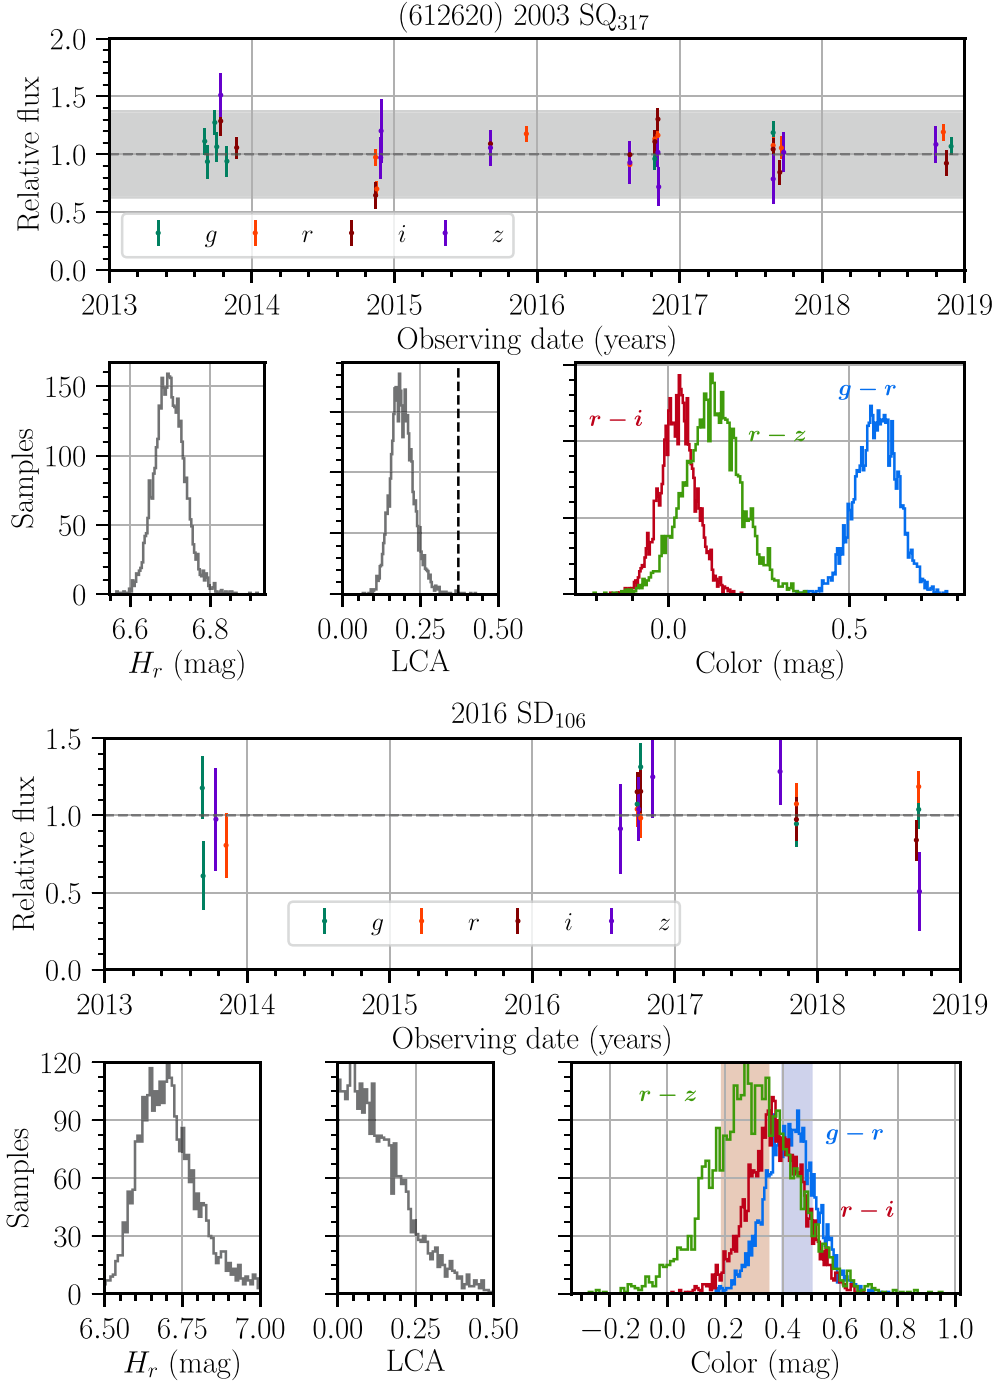 (612620) 2003 SQ317
Relative flux
2.0
1.5
1.0
0.5
0.0
g r i z
2013 2014 2015 2016 2017 2018 2019
Observing date (years)
Samples
150
100
50
0
6.6 6.8
H_r (mag)
0.00 0.25 0.50
LCA
r − i
r − z
g − r
0.0 0.5
Color (mag)
2016 SD106
Relative flux
1.5
1.0
0.5
0.0
g r i z
2013 2014 2015 2016 2017 2018 2019
Observing date (years)
Samples
120
90
60
30
0
6.50 6.75 7.00
H_r (mag)
0.00 0.25 0.50
LCA
r − z
g − r
r − i
−0.2 0.0 0.2 0.4 0.6 0.8 1.0
Color (mag)